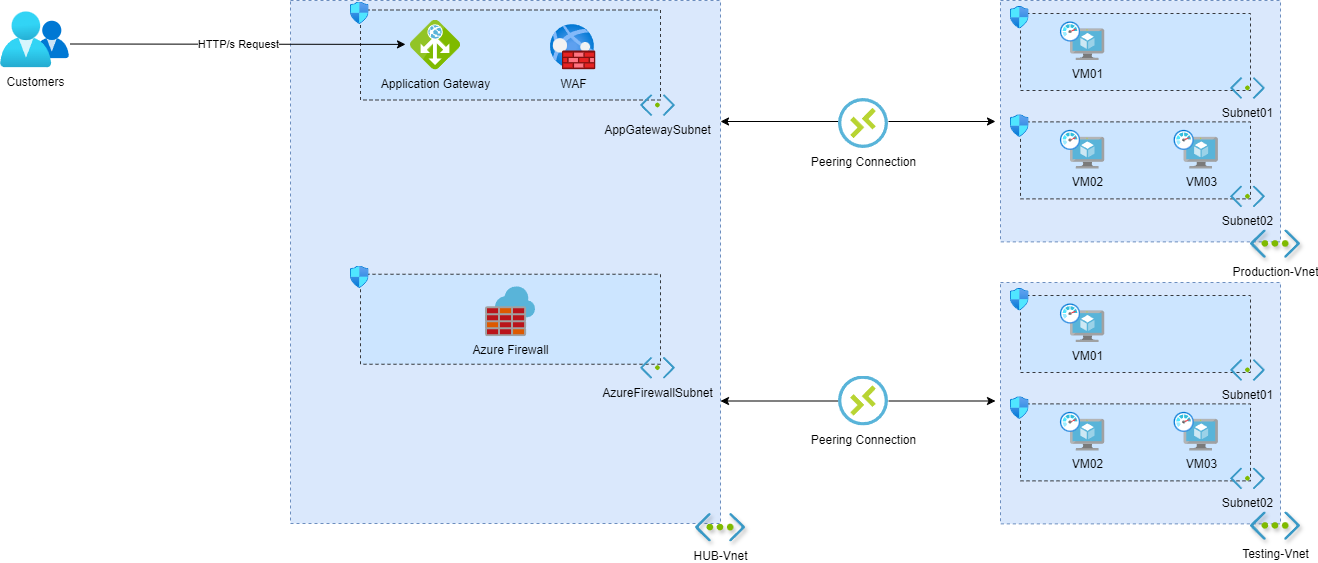 Customers
HTTP/s Request
Application Gateway
WAF
AppGatewaySubnet
Azure Firewall
AzureFirewallSubnet
HUB-Vnet
Peering Connection
Peering Connection
VM01
Subnet01
VM02
VM03
Subnet02
Production-Vnet
VM01
Subnet01
VM02
VM03
Subnet02
Testing-Vnet